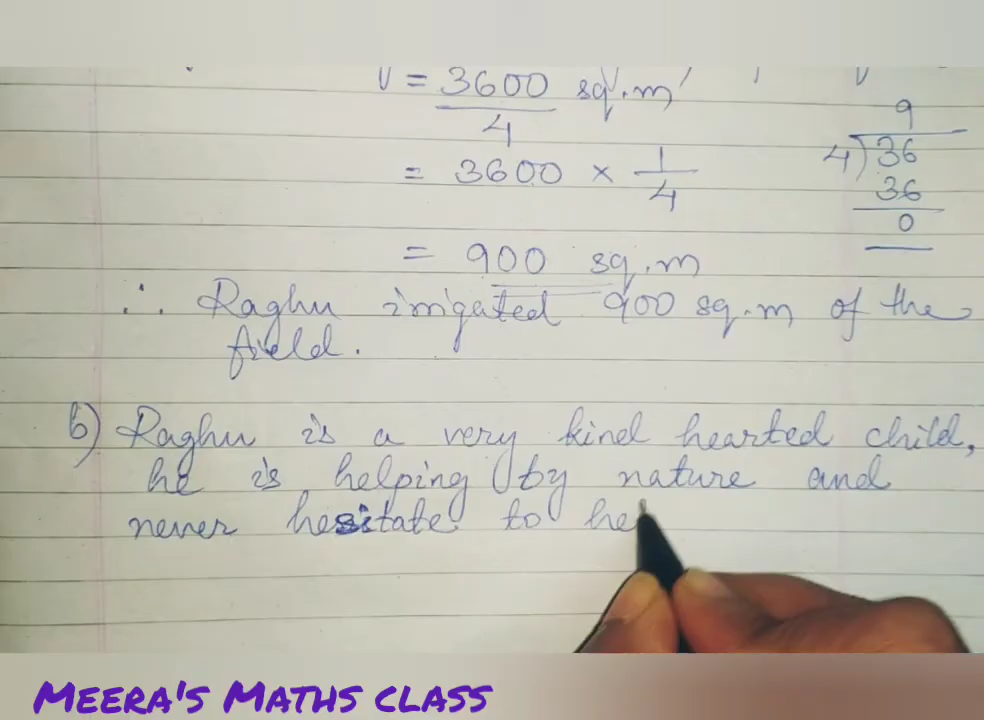 = 3600 sq.m
4
9
4)36
= 3600 × 1/4
36
0
= 900 sq.m
∴ Raghu irrigated 900 sq.m of the
field.
b) Raghu is a very kind hearted child,
he is helping by nature and
never hesitate to he
MEERA'S MATHS CLASS